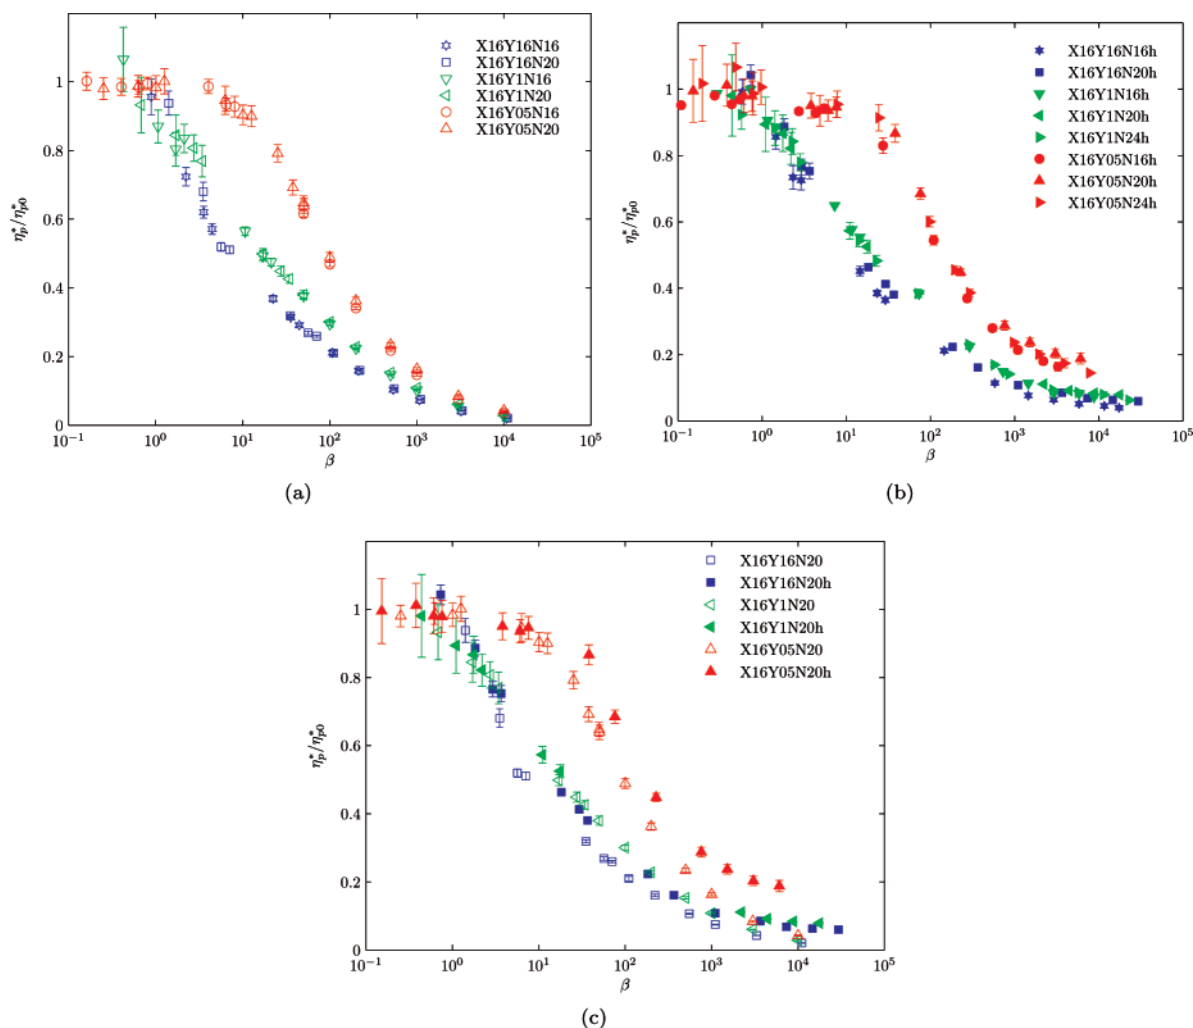 1
0.8
0.6
0.4
0.2
0
η*p/η*p0
X16Y16N16
X16Y16N20
X16Y1N16
X16Y1N20
X16Y05N16
X16Y05N20
10⁻¹ 10⁰ 10¹ 10² 10³ 10⁴ 10⁵
β
(a)
1
0.8
0.6
0.4
0.2
0
η*p/η*p0
X16Y16N16h
X16Y16N20h
X16Y1N16h
X16Y1N20h
X16Y1N24h
X16Y05N16h
X16Y05N20h
X16Y05N24h
10⁻¹ 10⁰ 10¹ 10² 10³ 10⁴ 10⁵
β
(b)
1
0.8
0.6
0.4
0.2
0
η*p/η*p0
X16Y16N20
X16Y16N20h
X16Y1N20
X16Y1N20h
X16Y05N20
X16Y05N20h
10⁻¹ 10⁰ 10¹ 10² 10³ 10⁴ 10⁵
β
(c)